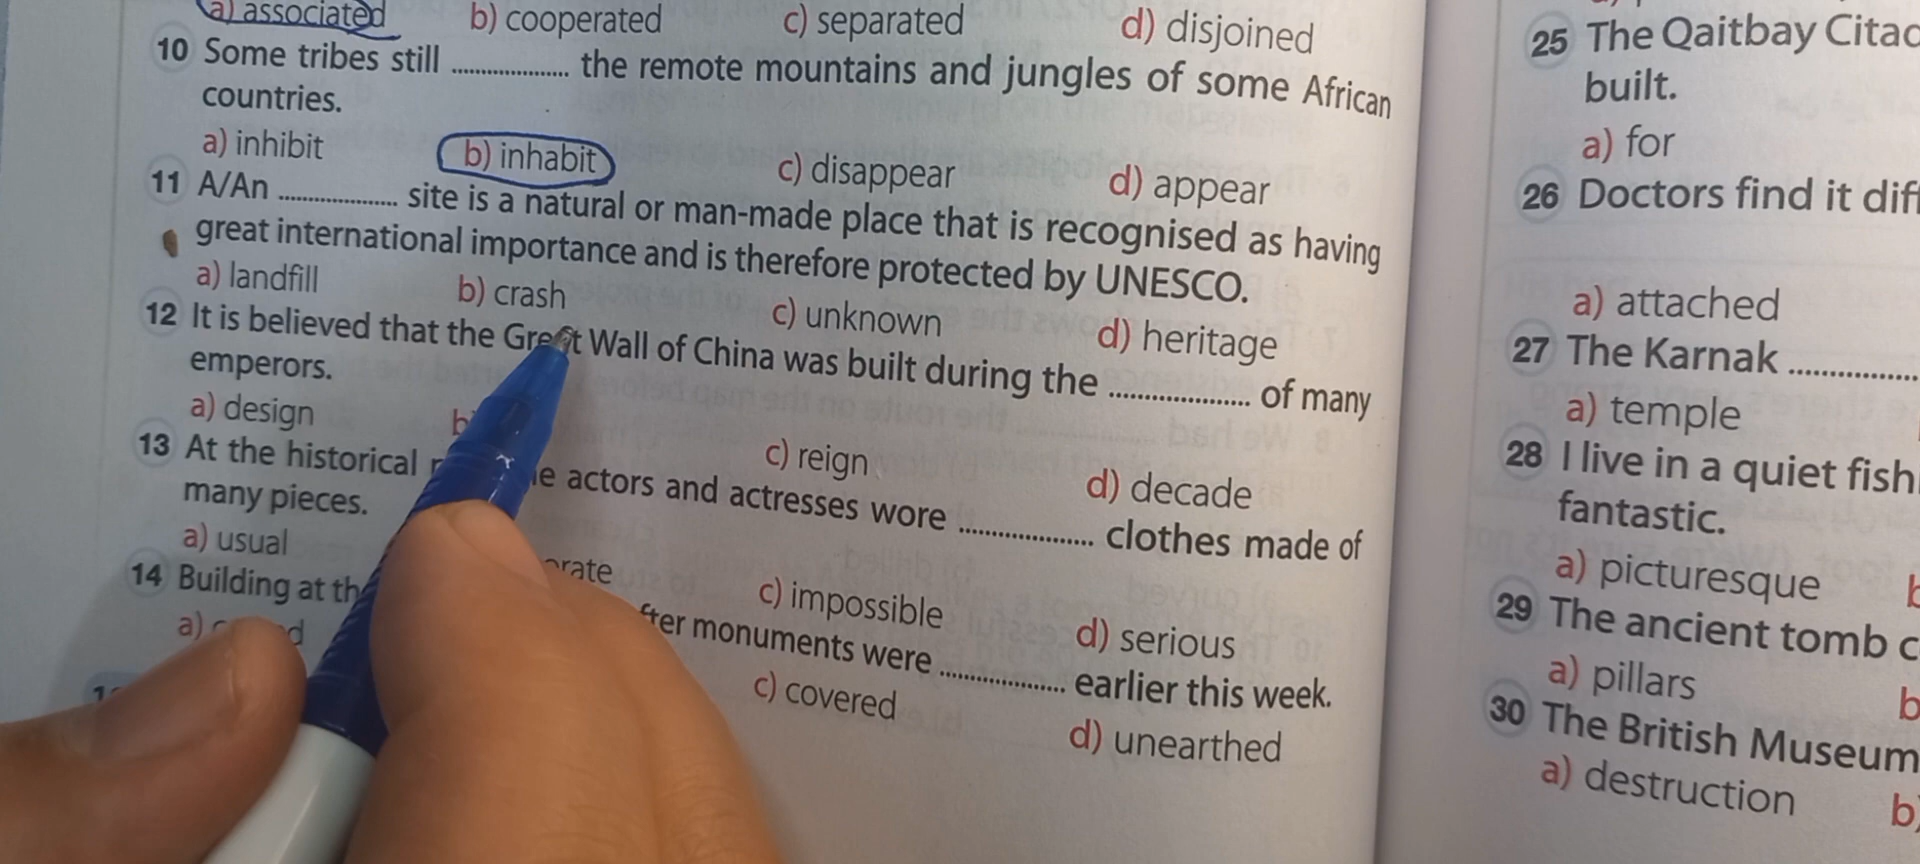 a) associated b) cooperated c) separated d) disjoined
10 Some tribes still .................... the remote mountains and jungles of some African
countries.
a) inhibit b) inhabit c) disappear d) appear
11 A/An .................... site is a natural or man-made place that is recognised as having
great international importance and is therefore protected by UNESCO.
a) landfill b) crash c) unknown d) heritage
12 It is believed that the Great Wall of China was built during the .................... of many
emperors.
a) design b) c) reign d) decade
13 At the historical actors and actresses wore .................... clothes made of
many pieces.
a) usual c) impossible d) serious
14 Building at monuments were .................... earlier this week.
a) c) covered d) unearthed
25 The Qaitbay
built.
a) for
26 Doctors find it
a) attached
27 The Karnak ....................
a) temple
28 I live in a quiet
fantastic.
a) picturesque
29 The ancient tomb
a) pillars b
30 The British Museum
a) destruction b)